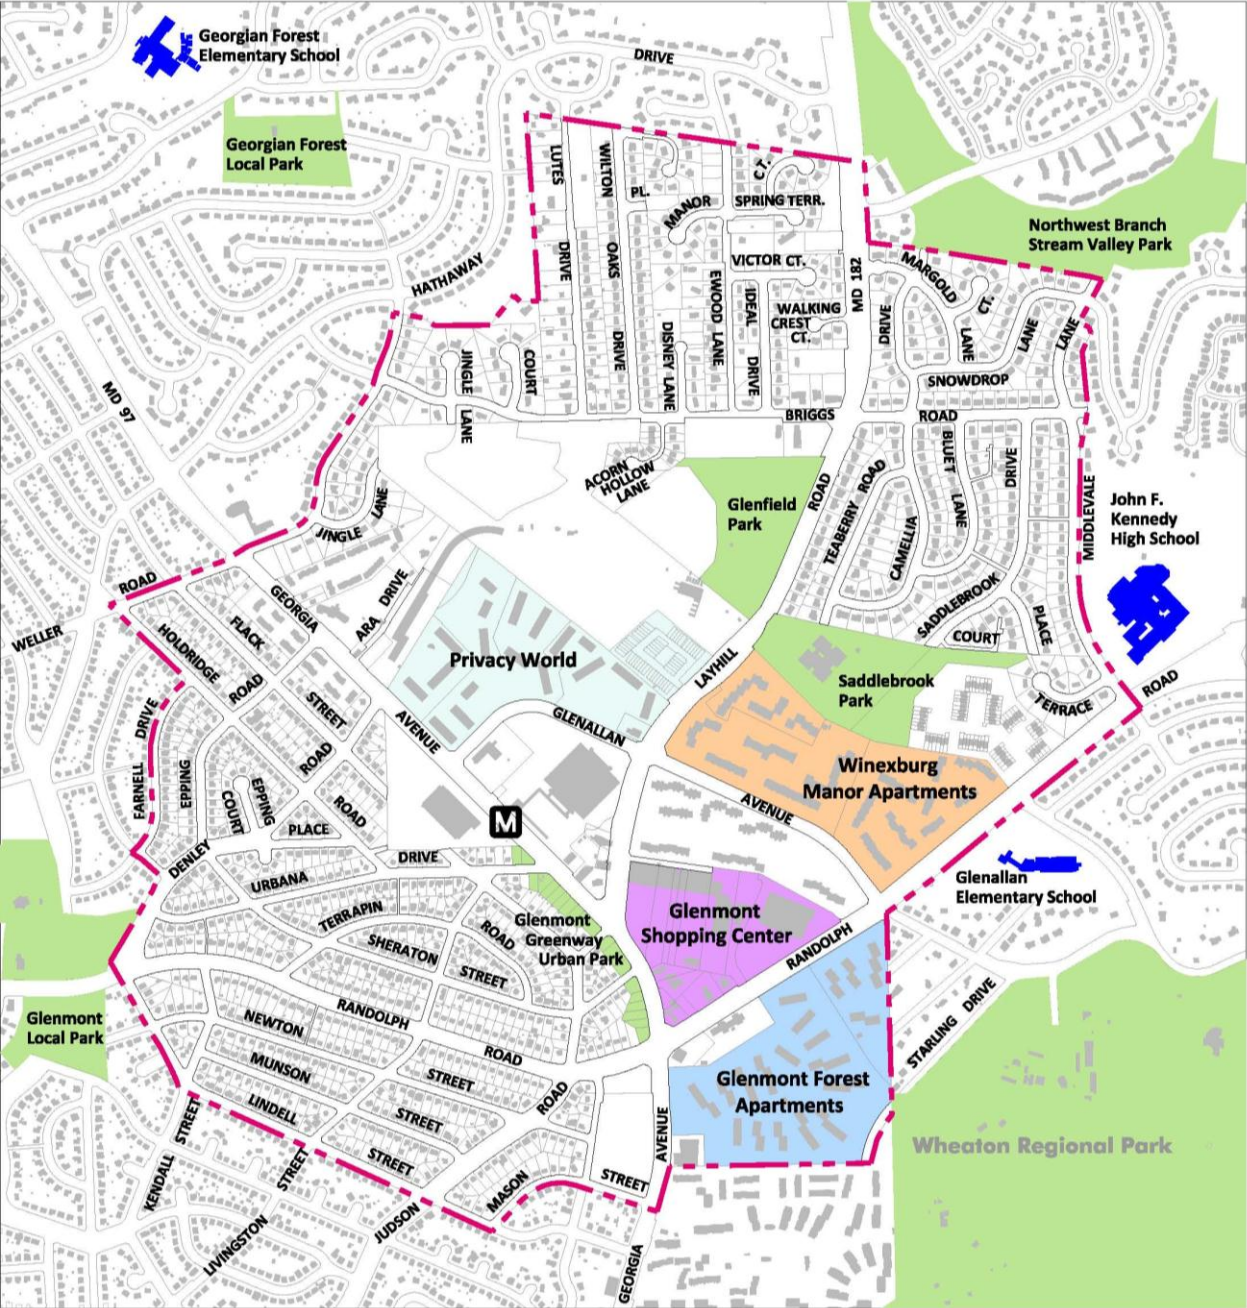 Georgian Forest
Elementary School
DRIVE
Georgian Forest
Local Park
LUTES
WILTON
PL.
CT.
MANOR
SPRING TERR.
Northwest Branch
Stream Valley Park
HATHAWAY
DRIVE
OAKS
VICTOR CT.
MD 182
MARGOLD
CT.
EWOOD LANE
IDEAL
DRIVE
WALKING
CREST
CT.
DRIVE
LANE
LANE
LANE
MD 97
JINGLE
LANE
COURT
DRIVE
DISNEY LANE
SNOWDROP
BRIGGS
ROAD
ACORN
HOLLOW
LANE
Glenfield
Park
ROAD
TEABERRY ROAD
CAMELLIA
BLUET
LANE
DRIVE
MIDDLEVALE
John F.
Kennedy
High School
JINGLE
LANE
ROAD
WELLER
GEORGIA
ARA DRIVE
FLACK
HOLDRIDGE
ROAD
STREET
AVENUE
Privacy World
LAYHILL
GLENALLAN
SADDLEBROOK
COURT
PLACE
TERRACE
ROAD
Saddlebrook
Park
Winexburg
Manor Apartments
AVENUE
FARNELL
DRIVE
EPPING
COURT
EPPING
PLACE
ROAD
ROAD
M
DENLEY
DRIVE
URBANA
TERRAPIN
SHERATON
STREET
ROAD
Glenmont
Greenway
Urban Park
Glenmont
Shopping Center
RANDOLPH
Glenallan
Elementary School
STARLING DRIVE
Glenmont
Local Park
RANDOLPH
ROAD
NEWTON
STREET
MUNSON
STREET
LINDELL
STREET
ROAD
Glenmont Forest
Apartments
Wheaton Regional Park
AVENUE
STREET
MASON
KENDALL
STREET
LIVINGSTON
STREET
JUDSON
GEORGIA